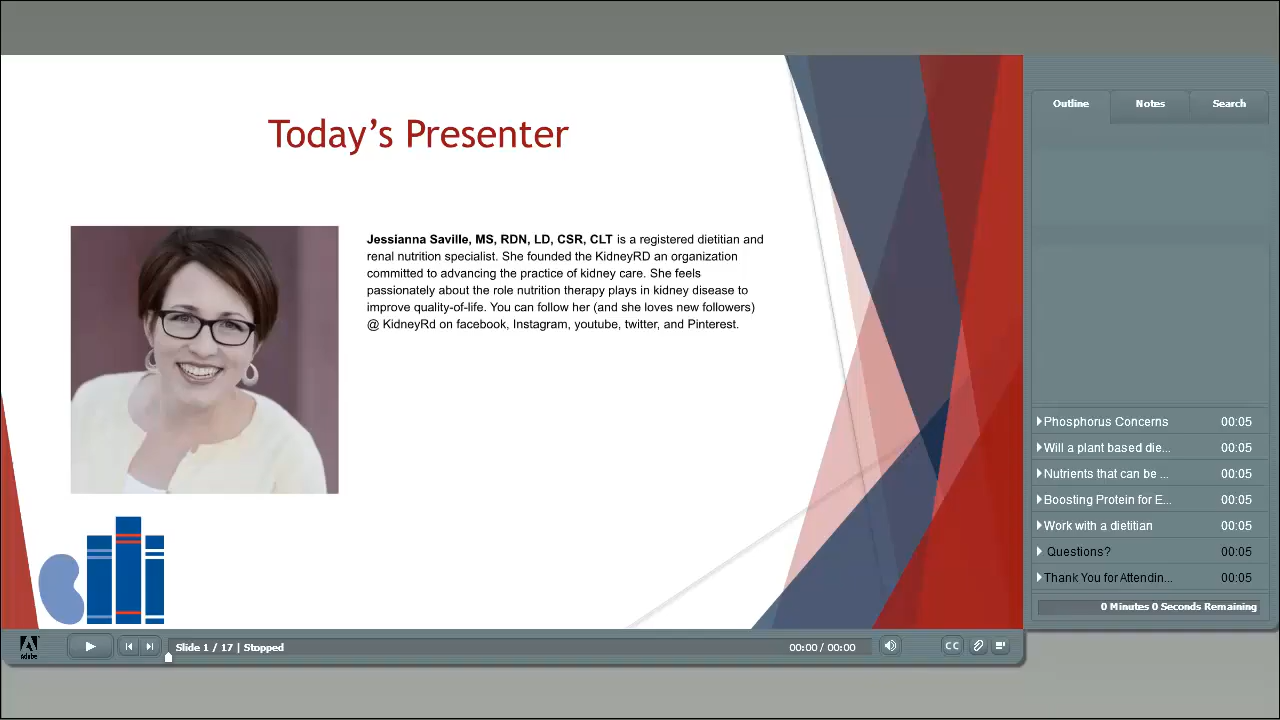 Today's Presenter
Jessianna Saville, MS, RDN, LD, CSR, CLT is a registered dietitian and
renal nutrition specialist. She founded the KidneyRD an organization
committed to advancing the practice of kidney care. She feels
passionately about the role nutrition therapy plays in kidney disease to
improve quality-of-life. You can follow her (and she loves new followers)
@ KidneyRd on facebook, Instagram, youtube, twitter, and Pinterest.
Outline
Notes
Search
Phosphorus Concerns 00:05
Will a plant based die... 00:05
Nutrients that can be ... 00:05
Boosting Protein for E... 00:05
Work with a dietitian 00:05
Questions? 00:05
Thank You for Attendin... 00:05
0 Minutes 0 Seconds Remaining
Adobe
Slide 1 / 17 | Stopped
00:00 / 00:00
CC